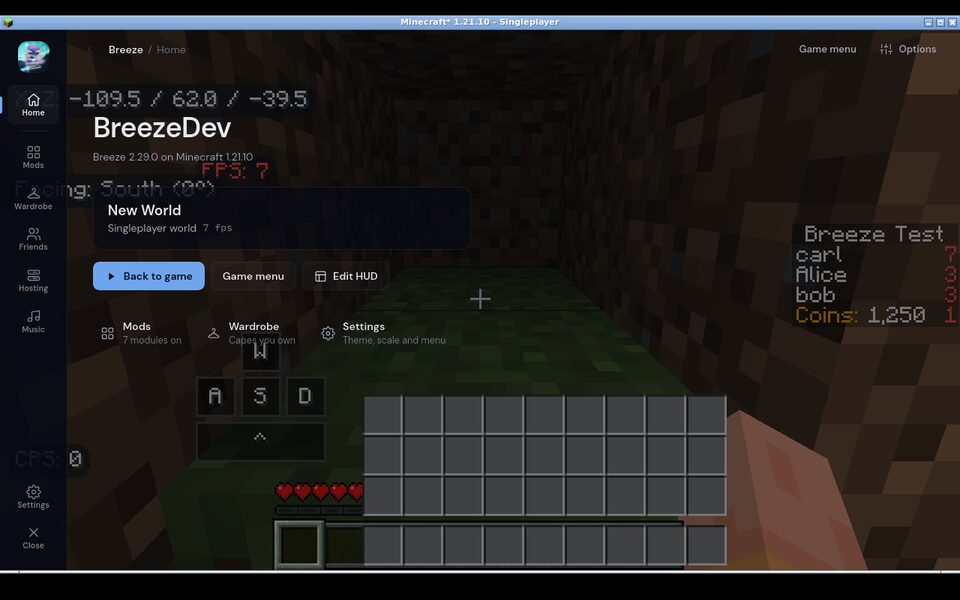 Minecraft* 1.21.10 - Singleplayer
Breeze / Home
Game menu
Options
Home
XYZ: -109.5 / 62.0 / -39.5
BreezeDev
Breeze 2.29.0 on Minecraft 1.21.10
Mods
FPS: 7
Facing: South (0°)
Wardrobe
New World
Singleplayer world 7 fps
Friends
Breeze Test
carl 7
Alice 3
bob 3
Coins: 1,250 1
Hosting
Back to game
Game menu
Edit HUD
Music
Mods
7 modules on
Wardrobe
Capes you own
Settings
Theme, scale and menu
W
A S D
^
CPS: 0
Settings
Close